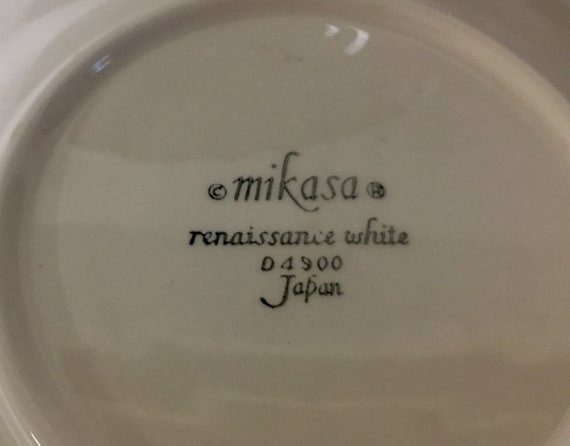 © mikasa ®
renaissance white
D4900
Japan